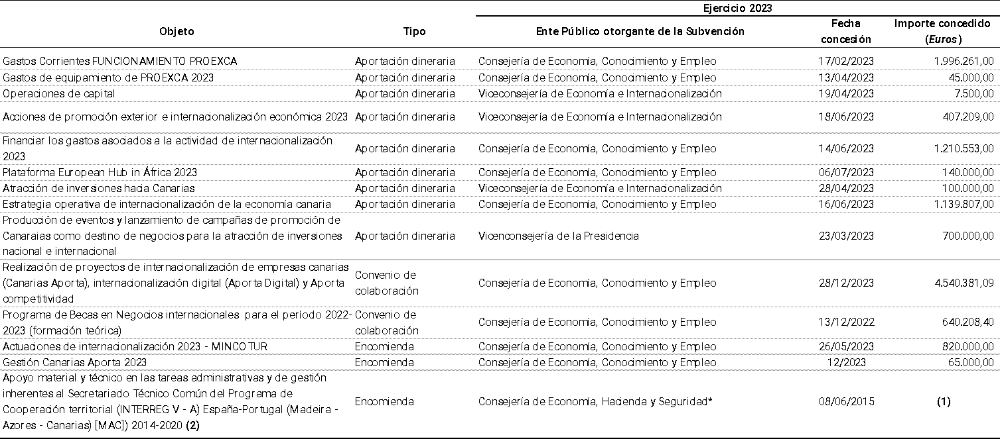 Ejercicio 2023
Objeto Tipo Ente Público otorgante de la Subvención Fecha concesión Importe concedido (Euros)
Gastos Corrientes FUNCIONAMIENTO PROEXCA Aportación dineraria Consejería de Economía, Conocimiento y Empleo 17/02/2023 1.996.261,00
Gastos de equipamiento de PROEXCA 2023 Aportación dineraria Consejería de Economía, Conocimiento y Empleo 13/04/2023 45.000,00
Operaciones de capital Aportación dineraria Viceconsejería de Economía e Internacionalización 19/04/2023 7.500,00
Acciones de promoción exterior e internacionalización económica 2023 Aportación dineraria Viceconsejería de Economía e Internacionalización 18/06/2023 407.209,00
Financiar los gastos asociados a la actividad de internacionalización
2023 Aportación dineraria Consejería de Economía, Conocimiento y Empleo 14/06/2023 1.210.553,00
Plataforma European Hub in África 2023 Aportación dineraria Consejería de Economía, Conocimiento y Empleo 06/07/2023 140.000,00
Atracción de inversiones hacia Canarias Aportación dineraria Viceconsejería de Economía e Internacionalización 28/04/2023 100.000,00
Estrategia operativa de internacionalización de la economía canaria Aportación dineraria Consejería de Economía, Conocimiento y Empleo 16/06/2023 1.139.807,00
Producción de eventos y lanzamiento de campañas de promoción de
Canaraias como destino de negocios para la atracción de inversiones
nacional e internacional Aportación dineraria Vicenconsejería de la Presidencia 23/03/2023 700.000,00
Realización de proyectos de internacionalización de empresas canarias
(Canarias Aporta), internacionalización digital (Aporta Digital) y Aporta
competitividad Convenio de
colaboración Consejería de Economía, Conocimiento y Empleo 28/12/2023 4.540.381,09
Programa de Becas en Negocios internacionales para el período 2022-
2023 (formación teórica) Convenio de
colaboración Consejería de Economía, Conocimiento y Empleo 13/12/2022 640.208,40
Actuaciones de internacionalización 2023 - MINCOTUR Encomienda Consejería de Economía, Conocimiento y Empleo 26/05/2023 820.000,00
Gestión Canarias Aporta 2023 Encomienda Consejería de Economía, Conocimiento y Empleo 12/2023 65.000,00
Apoyo material y técnico en las tareas administrativas y de gestión
inherentes al Secretariado Técnico Común del Programa de
Cooperación territorial (INTERREG V - A) España-Portugal (Madeira -
Azores - Canarias) [MAC]) 2014-2020 (2) Encomienda Consejería de Economía, Hacienda y Seguridad* 08/06/2015 (1)